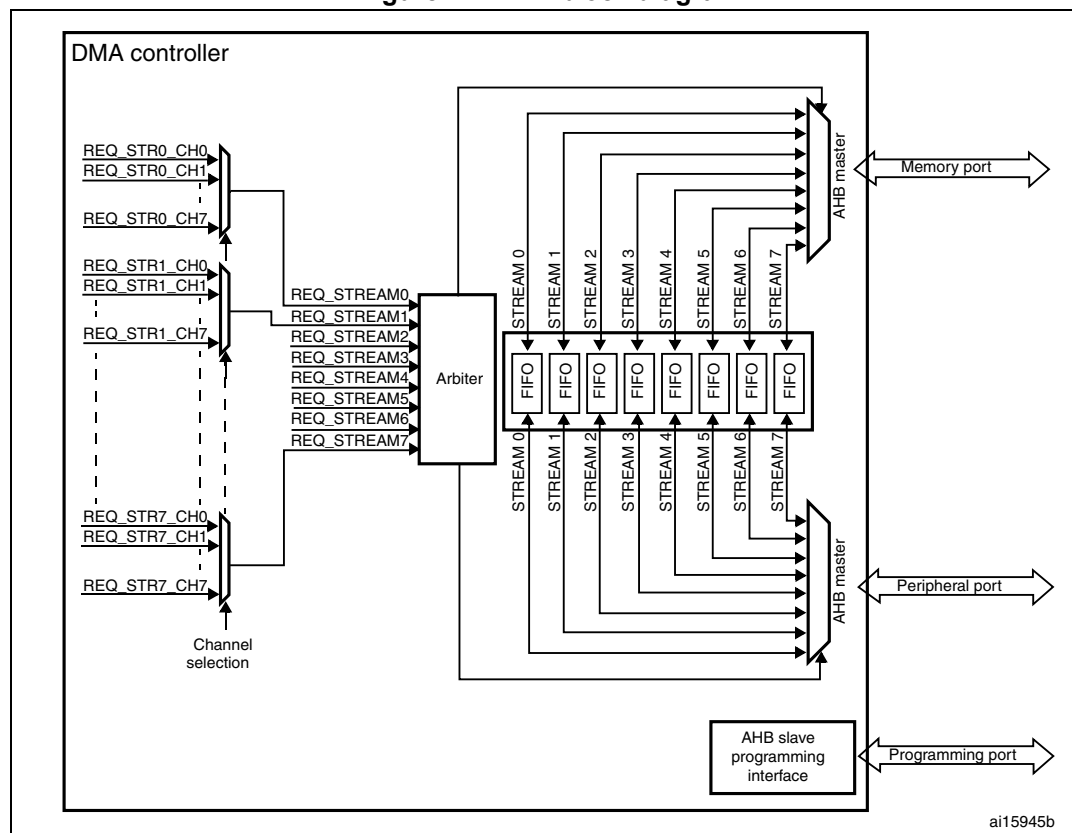 DMA controller
REQ_STR0_CH0
REQ_STR0_CH1
REQ_STR0_CH7
REQ_STR1_CH0
REQ_STR1_CH1
REQ_STR1_CH7
REQ_STR7_CH0
REQ_STR7_CH1
REQ_STR7_CH7
Channel
selection
REQ_STREAM0
REQ_STREAM1
REQ_STREAM2
REQ_STREAM3
REQ_STREAM4
REQ_STREAM5
REQ_STREAM6
REQ_STREAM7
Arbiter
STREAM 0
STREAM 1
STREAM 2
STREAM 3
STREAM 4
STREAM 5
STREAM 6
STREAM 7
FIFO
FIFO
FIFO
FIFO
FIFO
FIFO
FIFO
FIFO
STREAM 0
STREAM 1
STREAM 2
STREAM 3
STREAM 4
STREAM 5
STREAM 6
STREAM 7
AHB master
Memory port
AHB master
Peripheral port
AHB slave
programming
interface
Programming port
ai15945b